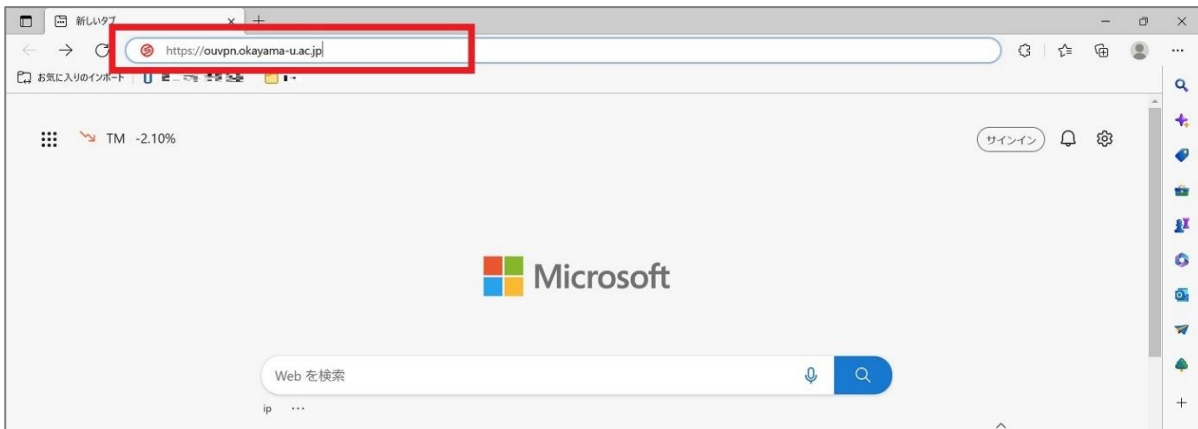 新しいタブ
https://ouvpn.okayama-u.ac.jp
お気に入りのインポート
TM -2.10%
サインイン
Microsoft
Web を検索
ip ...